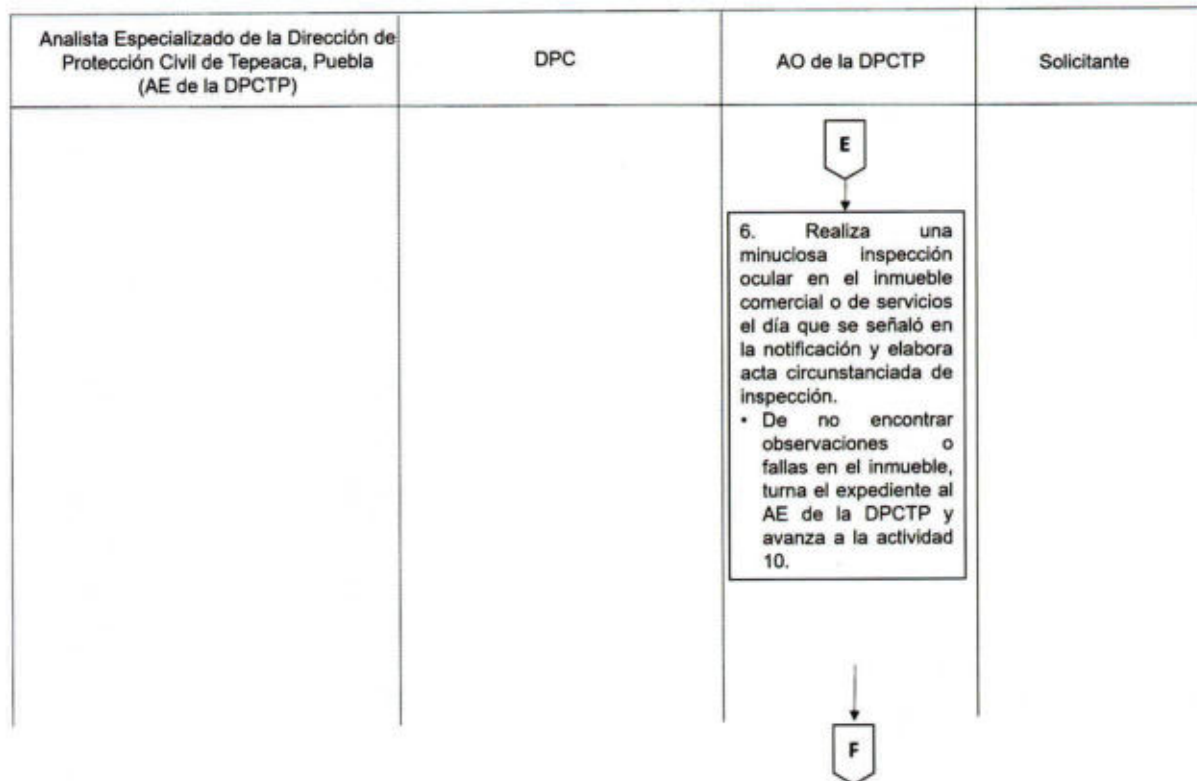 Analista Especializado de la Dirección de
Protección Civil de Tepeaca, Puebla
(AE de la DPCTP)
DPC
AO de la DPCTP
Solicitante
E
6. Realiza una
minuciosa inspección
ocular en el inmueble
comercial o de servicios
el día que se señaló en
la notificación y elabora
acta circunstanciada de
inspección.
• De no encontrar
observaciones o
fallas en el inmueble,
turna el expediente al
AE de la DPCTP y
avanza a la actividad
10.
F